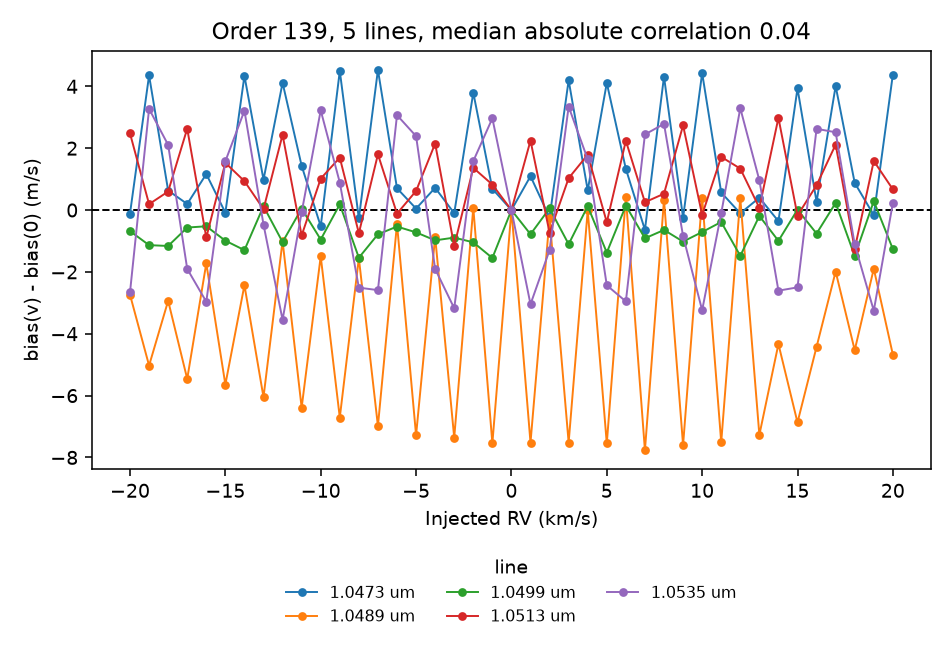 Order 139, 5 lines, median absolute correlation 0.04
bias(v) - bias(0) (m/s)
4
2
0
−2
−4
−6
−8
−20 −15 −10 −5 0 5 10 15 20
Injected RV (km/s)
line
1.0473 um 1.0499 um 1.0535 um
1.0489 um 1.0513 um